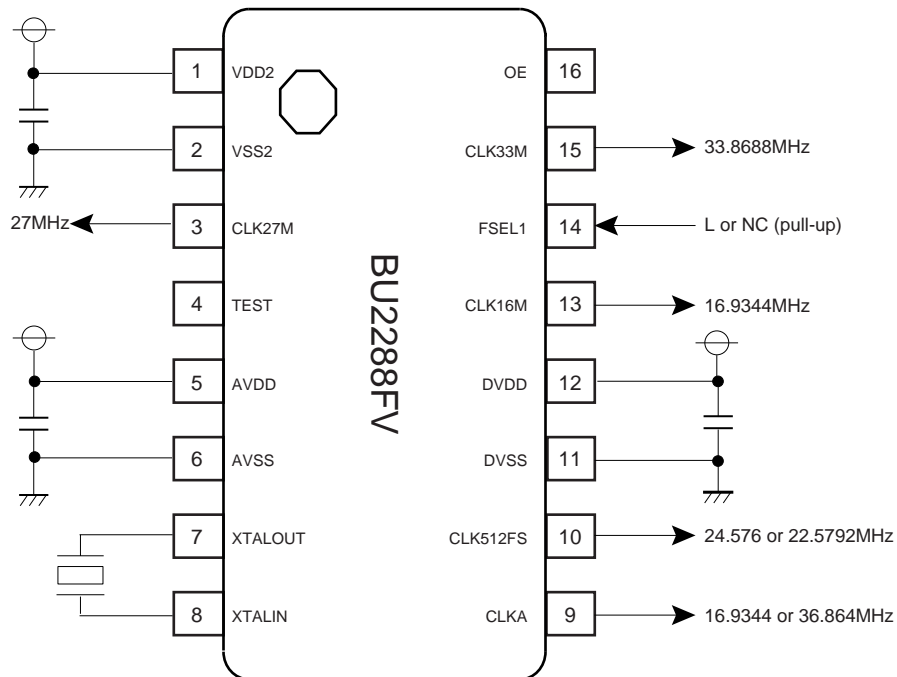 1 VDD2
2 VSS2
27MHz 3 CLK27M
4 TEST
5 AVDD
6 AVSS
7 XTALOUT
8 XTALIN
BU2288FV
OE 16
CLK33M 15 33.8688MHz
FSEL1 14 L or NC (pull-up)
CLK16M 13 16.9344MHz
DVDD 12
DVSS 11
CLK512FS 10 24.576 or 22.5792MHz
CLKA 9 16.9344 or 36.864MHz